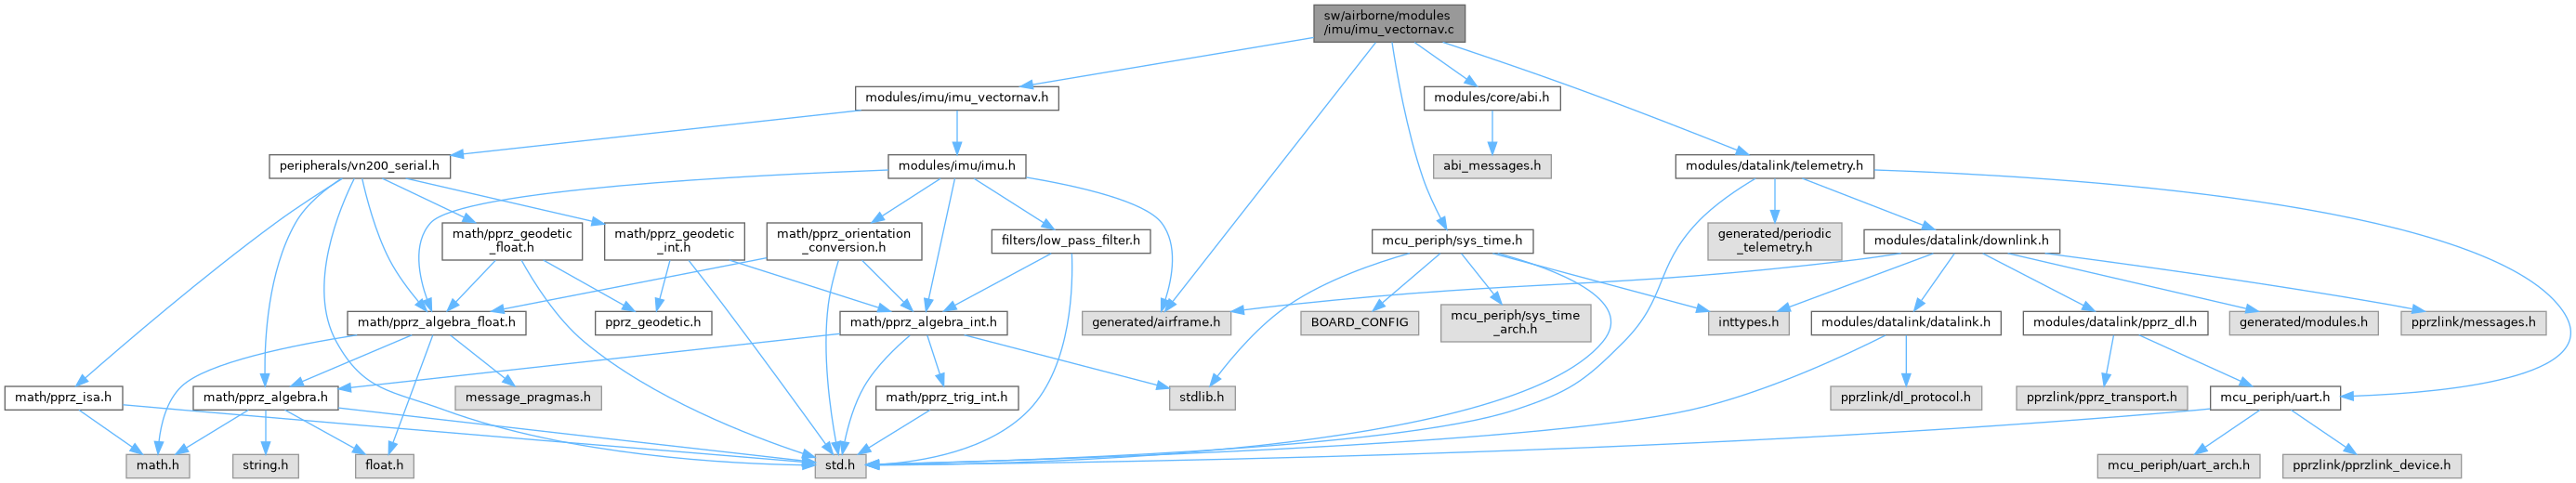 sw/airborne/modules
/imu/imu_vectornav.c
modules/imu/imu_vectornav.h
modules/core/abi.h
peripherals/vn200_serial.h
modules/imu/imu.h
abi_messages.h
modules/datalink/telemetry.h
math/pprz_geodetic
_float.h
math/pprz_geodetic
_int.h
math/pprz_orientation
_conversion.h
filters/low_pass_filter.h
mcu_periph/sys_time.h
generated/periodic
_telemetry.h
modules/datalink/downlink.h
math/pprz_algebra_float.h
pprz_geodetic.h
math/pprz_algebra_int.h
generated/airframe.h
BOARD_CONFIG
mcu_periph/sys_time
_arch.h
inttypes.h
modules/datalink/datalink.h
modules/datalink/pprz_dl.h
generated/modules.h
pprzlink/messages.h
math/pprz_isa.h
math/pprz_algebra.h
message_pragmas.h
math/pprz_trig_int.h
stdlib.h
pprzlink/dl_protocol.h
pprzlink/pprz_transport.h
mcu_periph/uart.h
math.h
string.h
float.h
std.h
mcu_periph/uart_arch.h
pprzlink/pprzlink_device.h